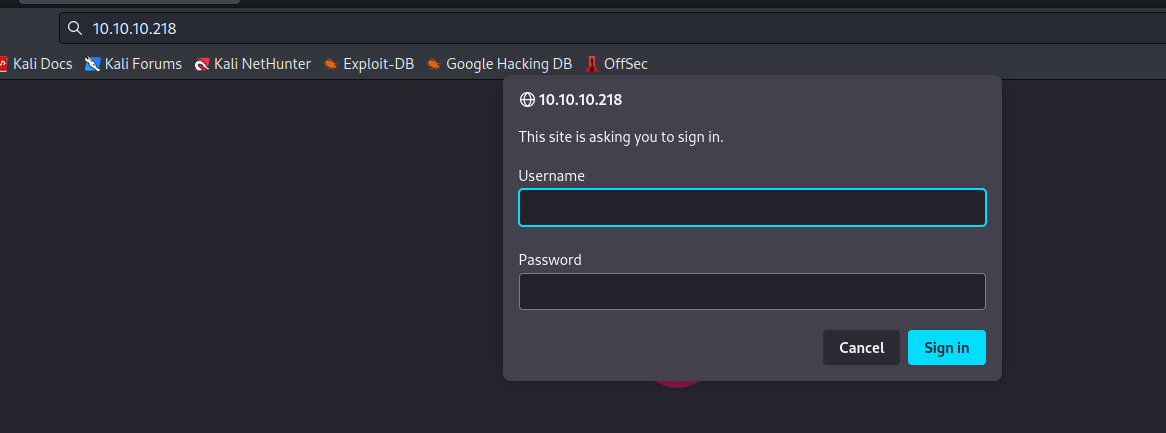 10.10.10.218
Kali Docs Kali Forums Kali NetHunter Exploit-DB Google Hacking DB OffSec
10.10.10.218
This site is asking you to sign in.
Username
Password
Cancel Sign in